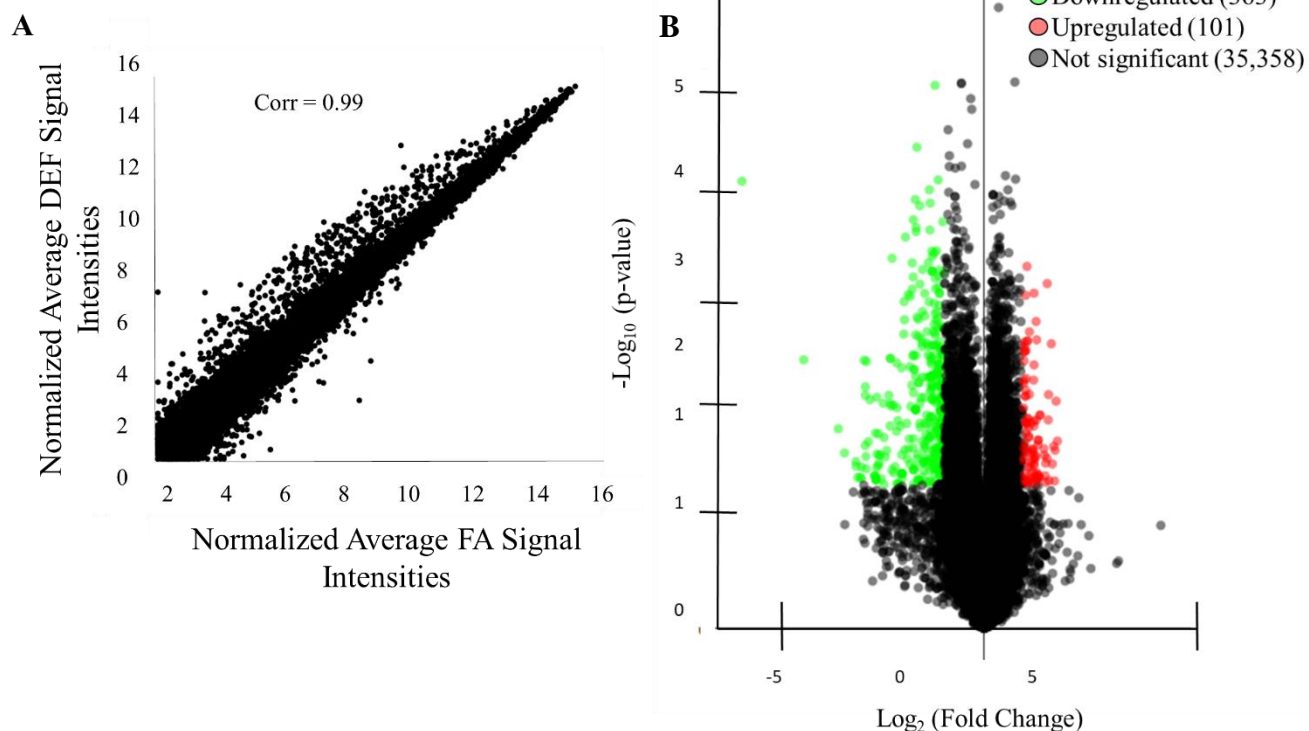 A
Normalized Average DEF Signal
Intensities
16
14
12
10
8
6
4
2
0
Corr = 0.99
2 4 6 8 10 12 14 16
Normalized Average FA Signal
Intensities
B
Upregulated (101)
Not significant (35,358)
-Log₁₀ (p-value)
5
4
3
2
1
1
0
-5 0 5
Log₂ (Fold Change)